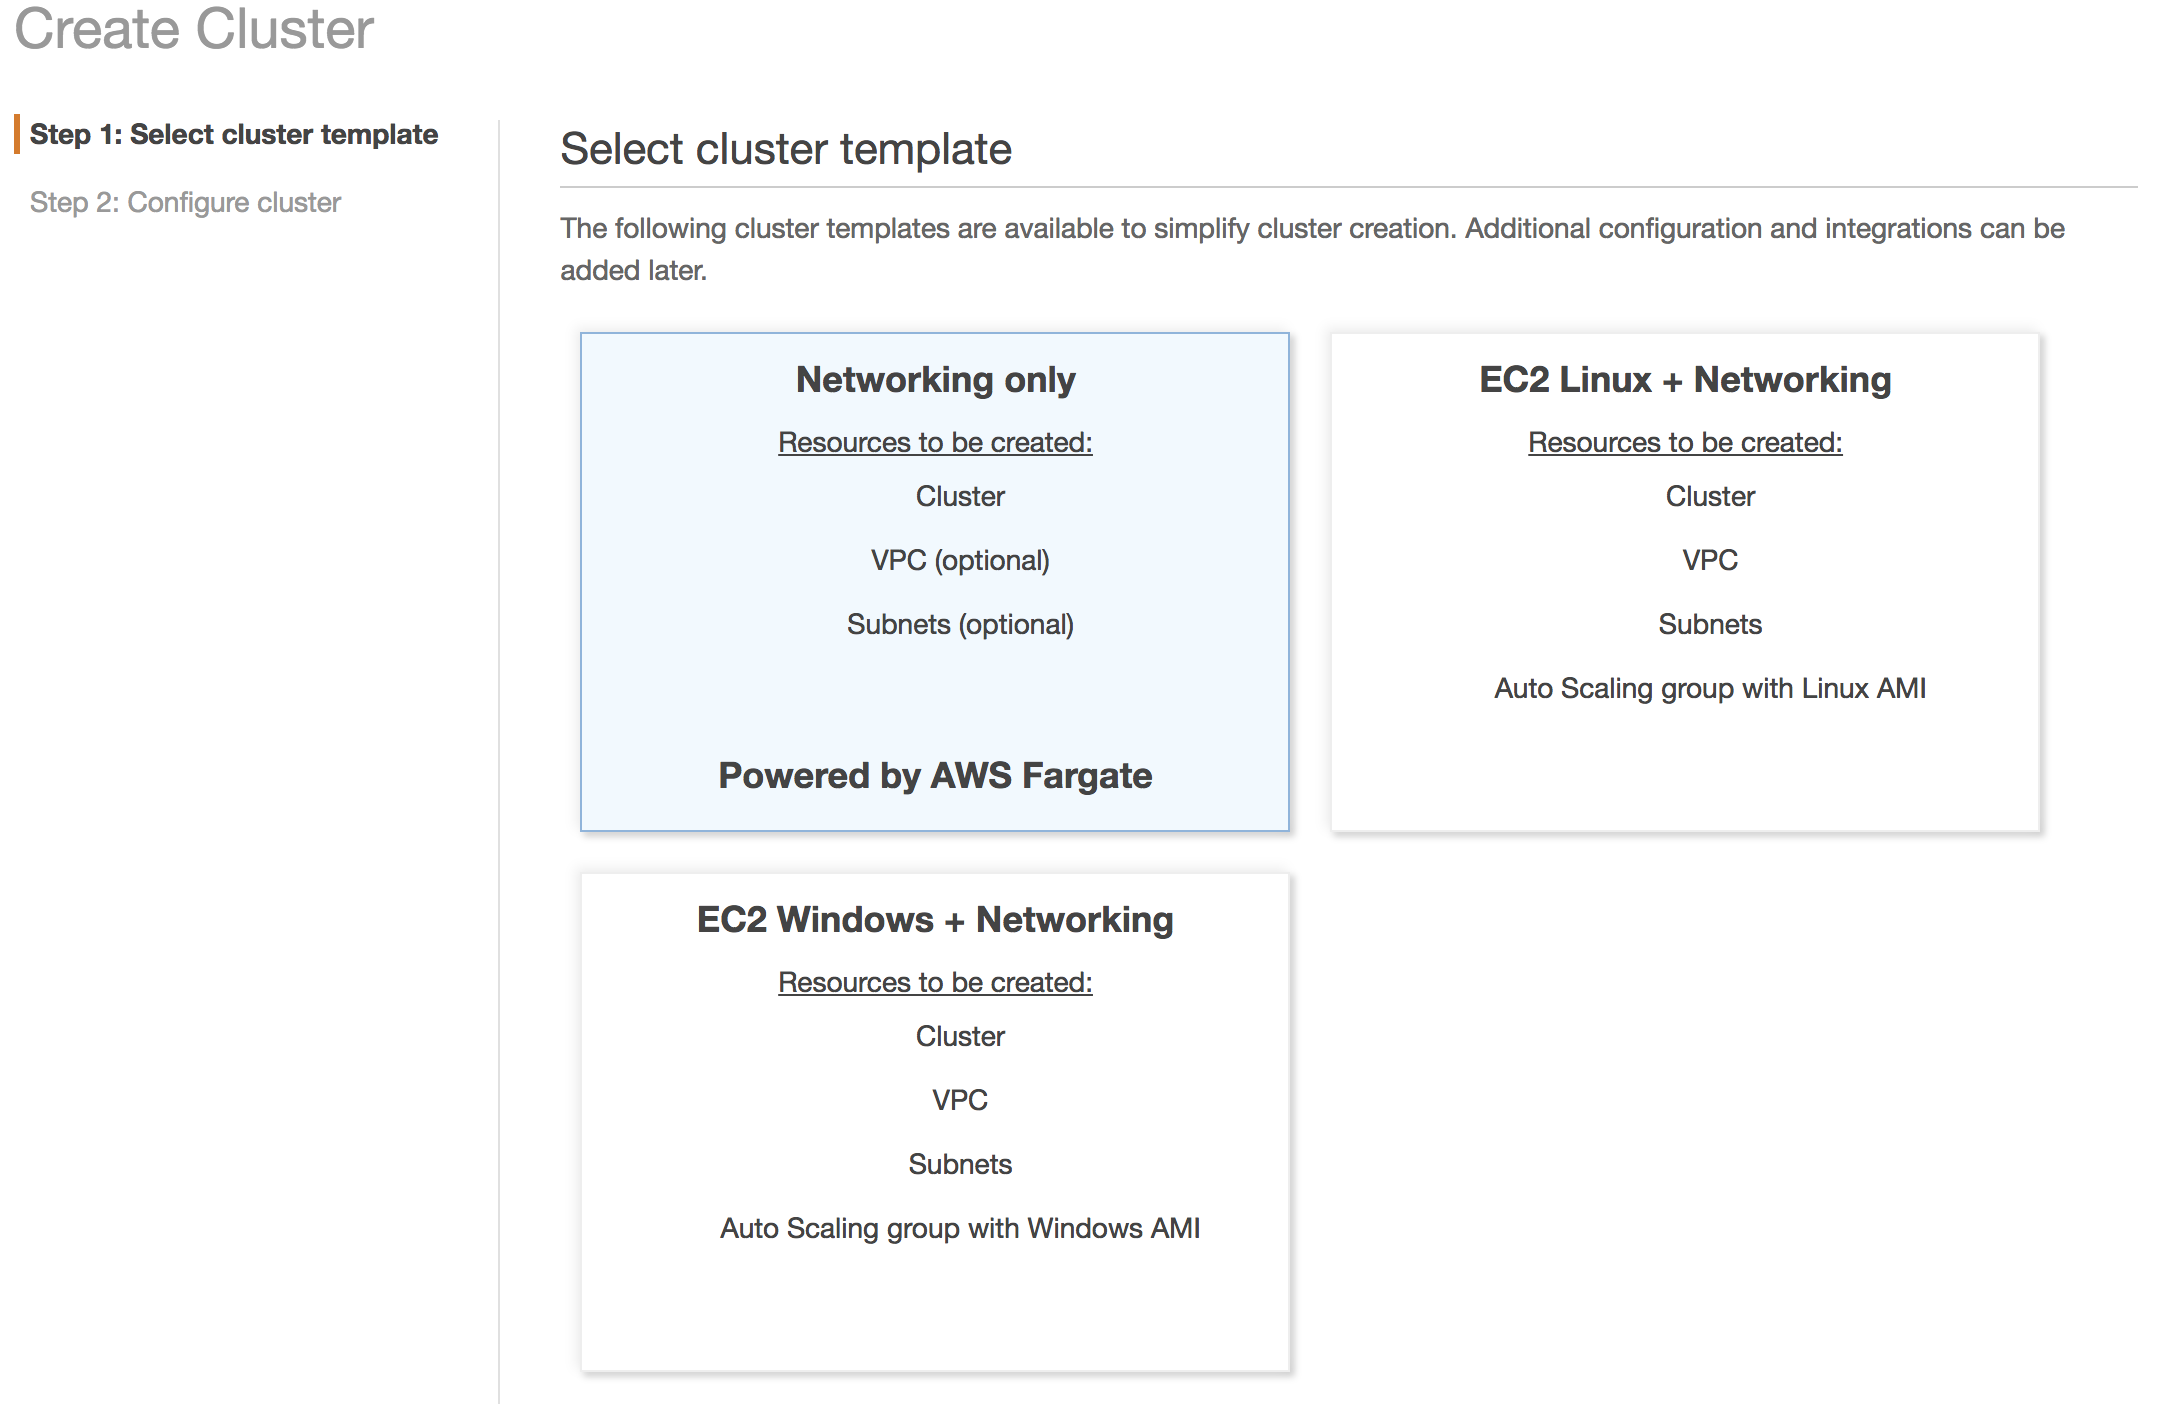 Create Cluster
Step 1: Select cluster template
Step 2: Configure cluster
Select cluster template
The following cluster templates are available to simplify cluster creation. Additional configuration and integrations can be
added later.
Networking only
Resources to be created:
Cluster
VPC (optional)
Subnets (optional)
Powered by AWS Fargate
EC2 Linux + Networking
Resources to be created:
Cluster
VPC
Subnets
Auto Scaling group with Linux AMI
EC2 Windows + Networking
Resources to be created:
Cluster
VPC
Subnets
Auto Scaling group with Windows AMI